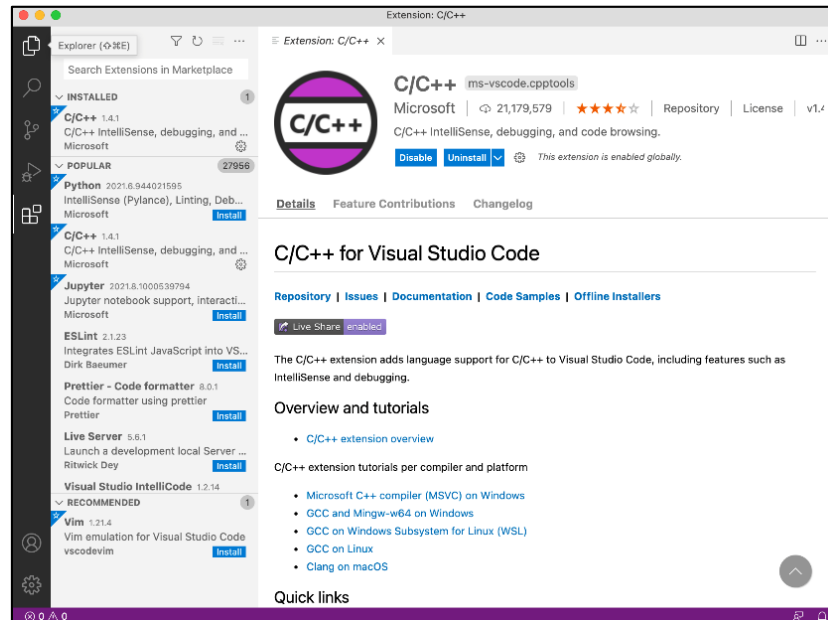 Extension: C/C++
Explorer (⇧⌘E)
Search Extensions in Marketplace
INSTALLED 1
C/C++ 1.4.1
C/C++ IntelliSense, debugging, and ...
Microsoft
POPULAR 27956
Python 2021.6.944021595
IntelliSense (Pylance), Linting, Deb...
Microsoft Install
C/C++ 1.4.1
C/C++ IntelliSense, debugging, and ...
Microsoft
Jupyter 2021.8.1000539794
Jupyter notebook support, interacti...
Microsoft Install
ESLint 2.1.23
Integrates ESLint JavaScript into VS...
Dirk Baeumer Install
Prettier - Code formatter 8.0.1
Code formatter using prettier
Prettier Install
Live Server 5.6.1
Launch a development local Server ...
Ritwick Dey Install
Visual Studio IntelliCode 1.2.14
RECOMMENDED 1
Vim 1.21.4
Vim emulation for Visual Studio Code
vscodevim Install
0 0
Extension: C/C++
C/C++
C/C++ ms-vscode.cpptools
Microsoft | 21,179,579 | Repository | License | v1.4
C/C++ IntelliSense, debugging, and code browsing.
Disable Uninstall This extension is enabled globally.
Details Feature Contributions Changelog
C/C++ for Visual Studio Code
Repository | Issues | Documentation | Code Samples | Offline Installers
Live Share enabled
The C/C++ extension adds language support for C/C++ to Visual Studio Code, including features such as
IntelliSense and debugging.
Overview and tutorials
• C/C++ extension overview
C/C++ extension tutorials per compiler and platform
• Microsoft C++ compiler (MSVC) on Windows
• GCC and Mingw-w64 on Windows
• GCC on Windows Subsystem for Linux (WSL)
• GCC on Linux
• Clang on macOS
Quick links